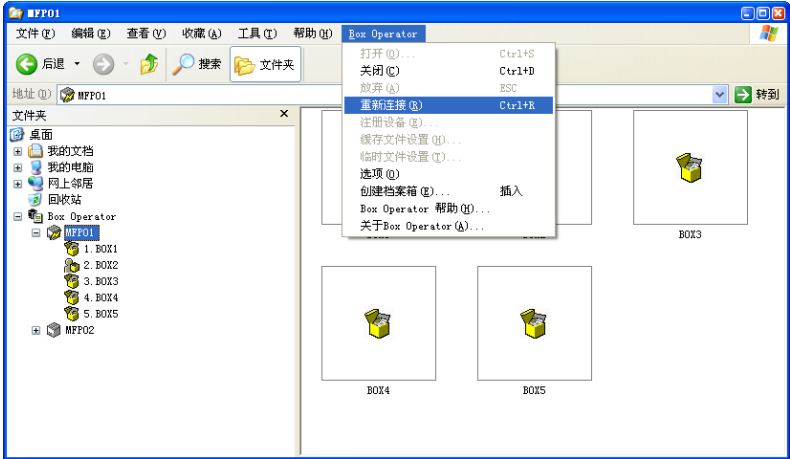 MFP01
文件(F) 编辑(E) 查看(V) 收藏(A) 工具(T) 帮助(H) Box Operator
后退 搜索 文件夹
地址(D) MFP01 转到
文件夹
桌面
我的文档
我的电脑
网上邻居
回收站
Box Operator
MFP01
1. BOX1
2. BOX2
3. BOX3
4. BOX4
5. BOX5
MFP02
打开(O)... Ctrl+S
关闭(C) Ctrl+D
放弃(A) ESC
重新连接(R) Ctrl+R
注册设备(E)...
缓存文件设置(H)...
临时文件设置(T)...
选项(O)
创建档案箱(E)... 插入
Box Operator 帮助(H)...
关于Box Operator(A)...
BOX3
BOX4
BOX5